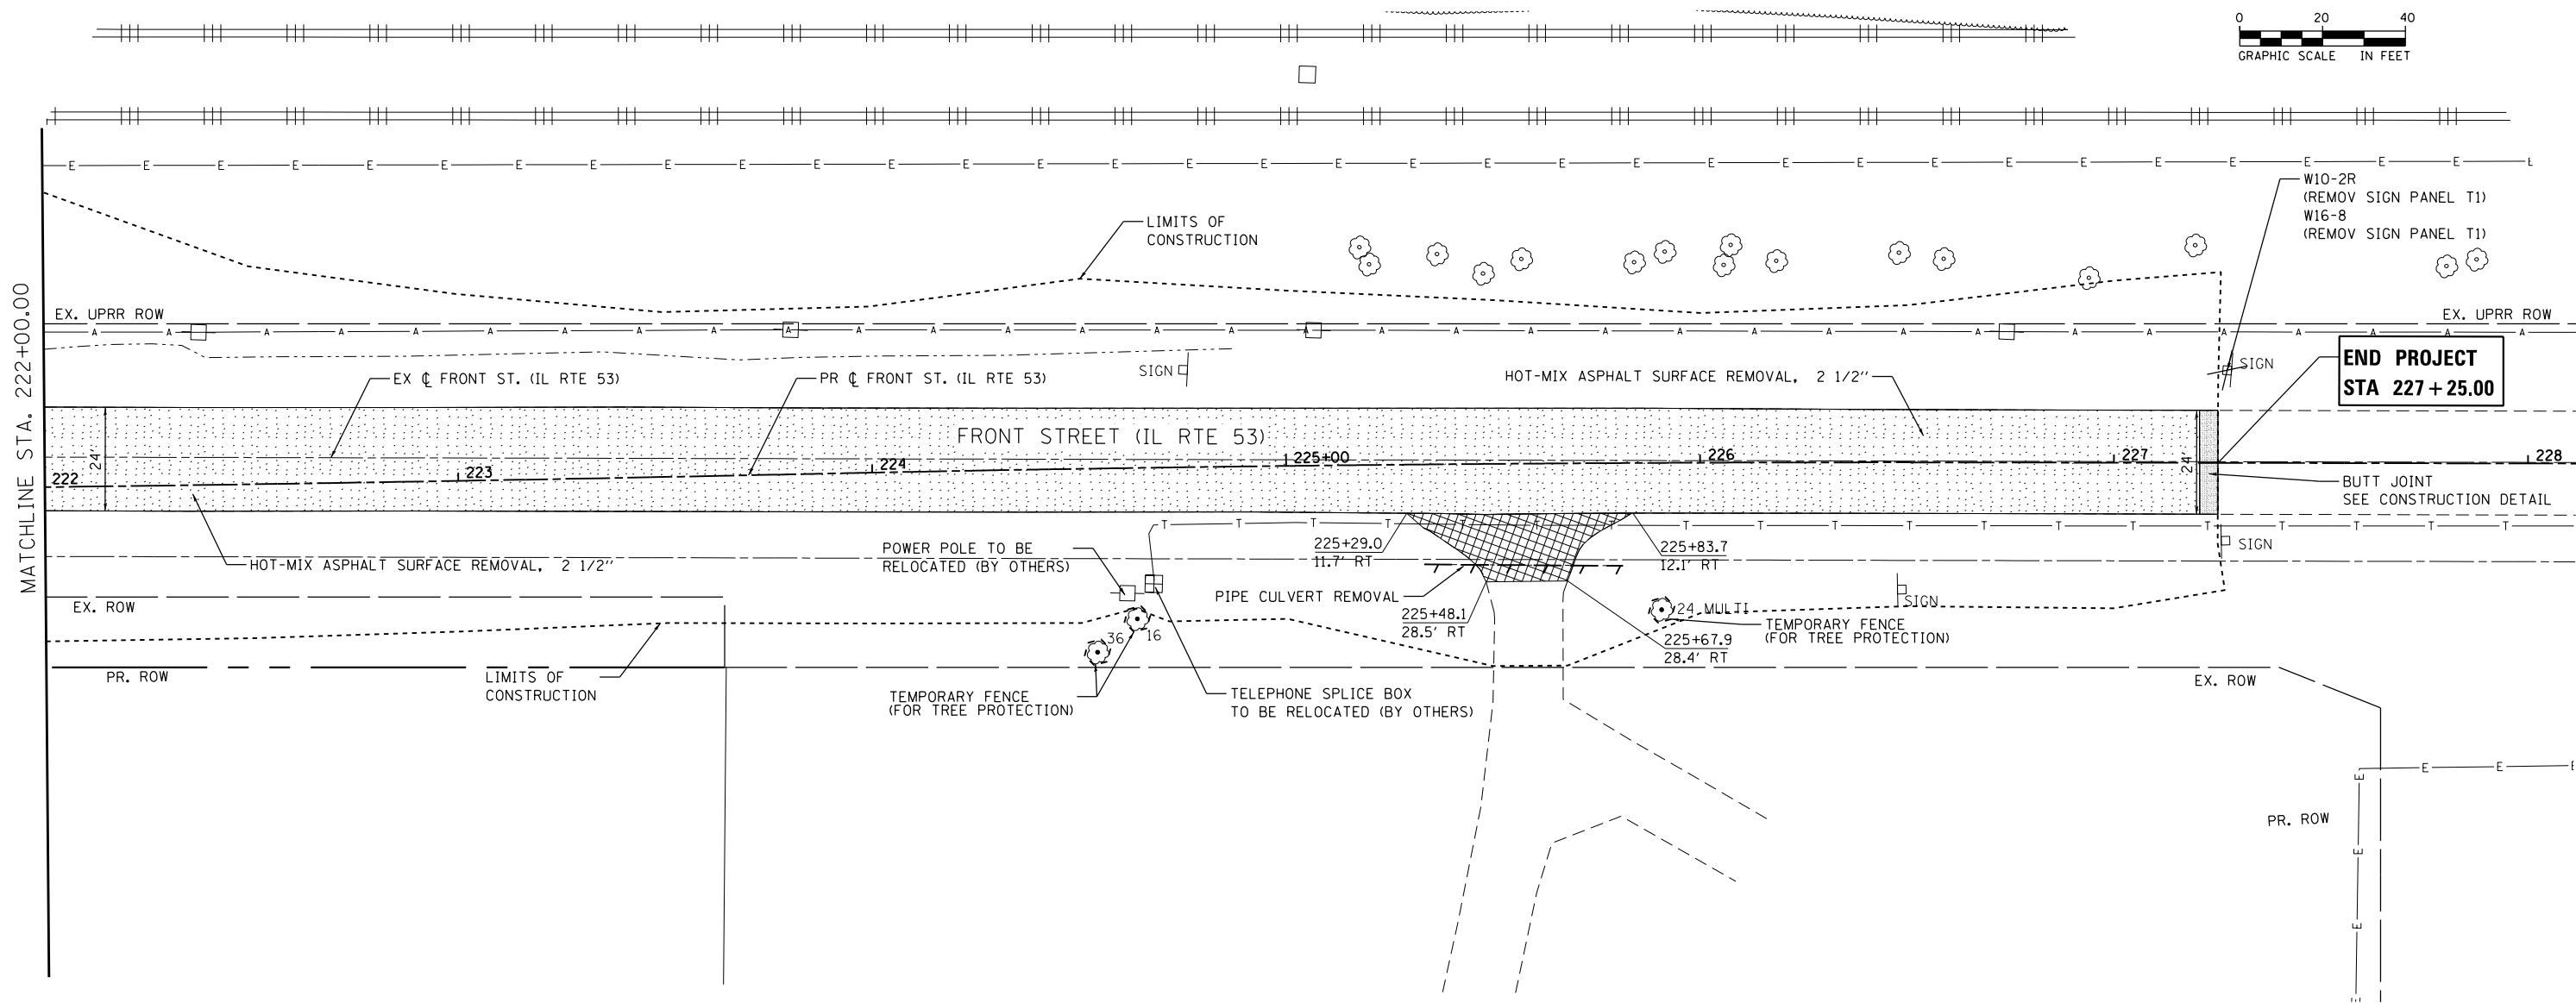 0 20 40
GRAPHIC SCALE IN FEET
E E E E E E E E E E E E E E E E E E E E E E E E E E E E E E E E E
W10-2R
(REMOV SIGN PANEL T1)
W16-8
(REMOV SIGN PANEL T1)
LIMITS OF
CONSTRUCTION
MATCHLINE STA. 222+00.00
EX. UPRR ROW
EX. UPRR ROW
A A A A A A A A A A A A A A A A A A A A A A A A A A A A A A A A A
END PROJECT
STA 227+25.00
SIGN
SIGN
EX ℄ FRONT ST. (IL RTE 53)
PR ℄ FRONT ST. (IL RTE 53)
HOT-MIX ASPHALT SURFACE REMOVAL, 2 1/2"
FRONT STREET (IL RTE 53)
24'
24'
222
223
224
225+00
226
227
228
BUTT JOINT
SEE CONSTRUCTION DETAIL
T T T T T T T T T T T T T T T T T T T
HOT-MIX ASPHALT SURFACE REMOVAL, 2 1/2"
POWER POLE TO BE
RELOCATED (BY OTHERS)
225+29.0
11.7' RT
225+83.7
12.1' RT
SIGN
PIPE CULVERT REMOVAL
225+48.1
28.5' RT
225+67.9
28.4' RT
24 MULTI
SIGN
TEMPORARY FENCE
(FOR TREE PROTECTION)
EX. ROW
36
16
PR. ROW
LIMITS OF
CONSTRUCTION
TEMPORARY FENCE
(FOR TREE PROTECTION)
TELEPHONE SPLICE BOX
TO BE RELOCATED (BY OTHERS)
EX. ROW
E E E
PR. ROW
E
E
E
E